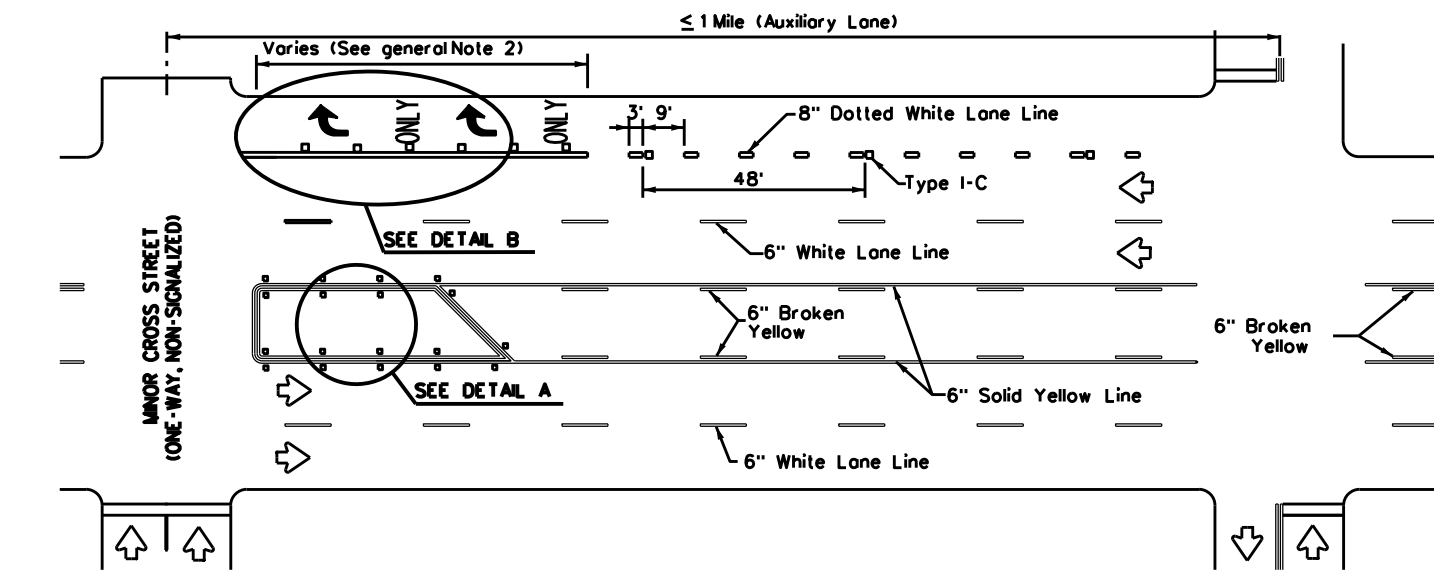 ≤ 1 Mile (Auxiliary Lane)
Varies (See general Note 2)
ONLY
ONLY
3' 9'
8" Dotted White Lane Line
48'
Type I-C
SEE DETAIL B
6" White Lane Line
MINOR CROSS STREET
(ONE-WAY, NON-SIGNALIZED)
6" Broken
Yellow
6" Broken
Yellow
SEE DETAIL A
6" Solid Yellow Line
6" White Lane Line